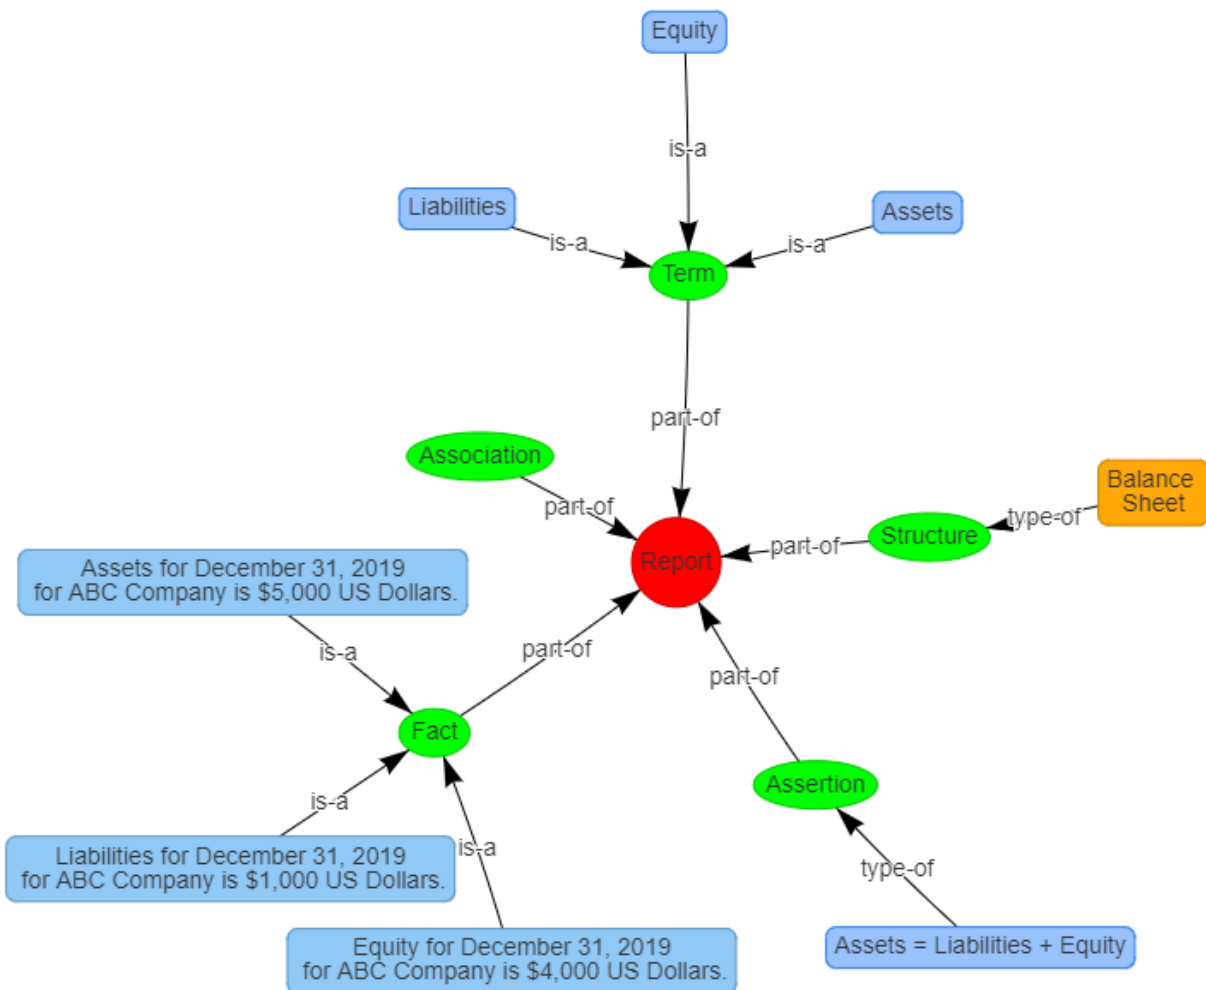 Equity
is-a
Liabilities
Assets
is-a
is-a
Term
part-of
Association
Balance
Sheet
part-of
type-of
Structure
part-of
Report
Assets for December 31, 2019
for ABC Company is $5,000 US Dollars.
is-a
part-of
part-of
Fact
Assertion
is-a
is-a
Liabilities for December 31, 2019
for ABC Company is $1,000 US Dollars.
type-of
Equity for December 31, 2019
for ABC Company is $4,000 US Dollars.
Assets = Liabilities + Equity